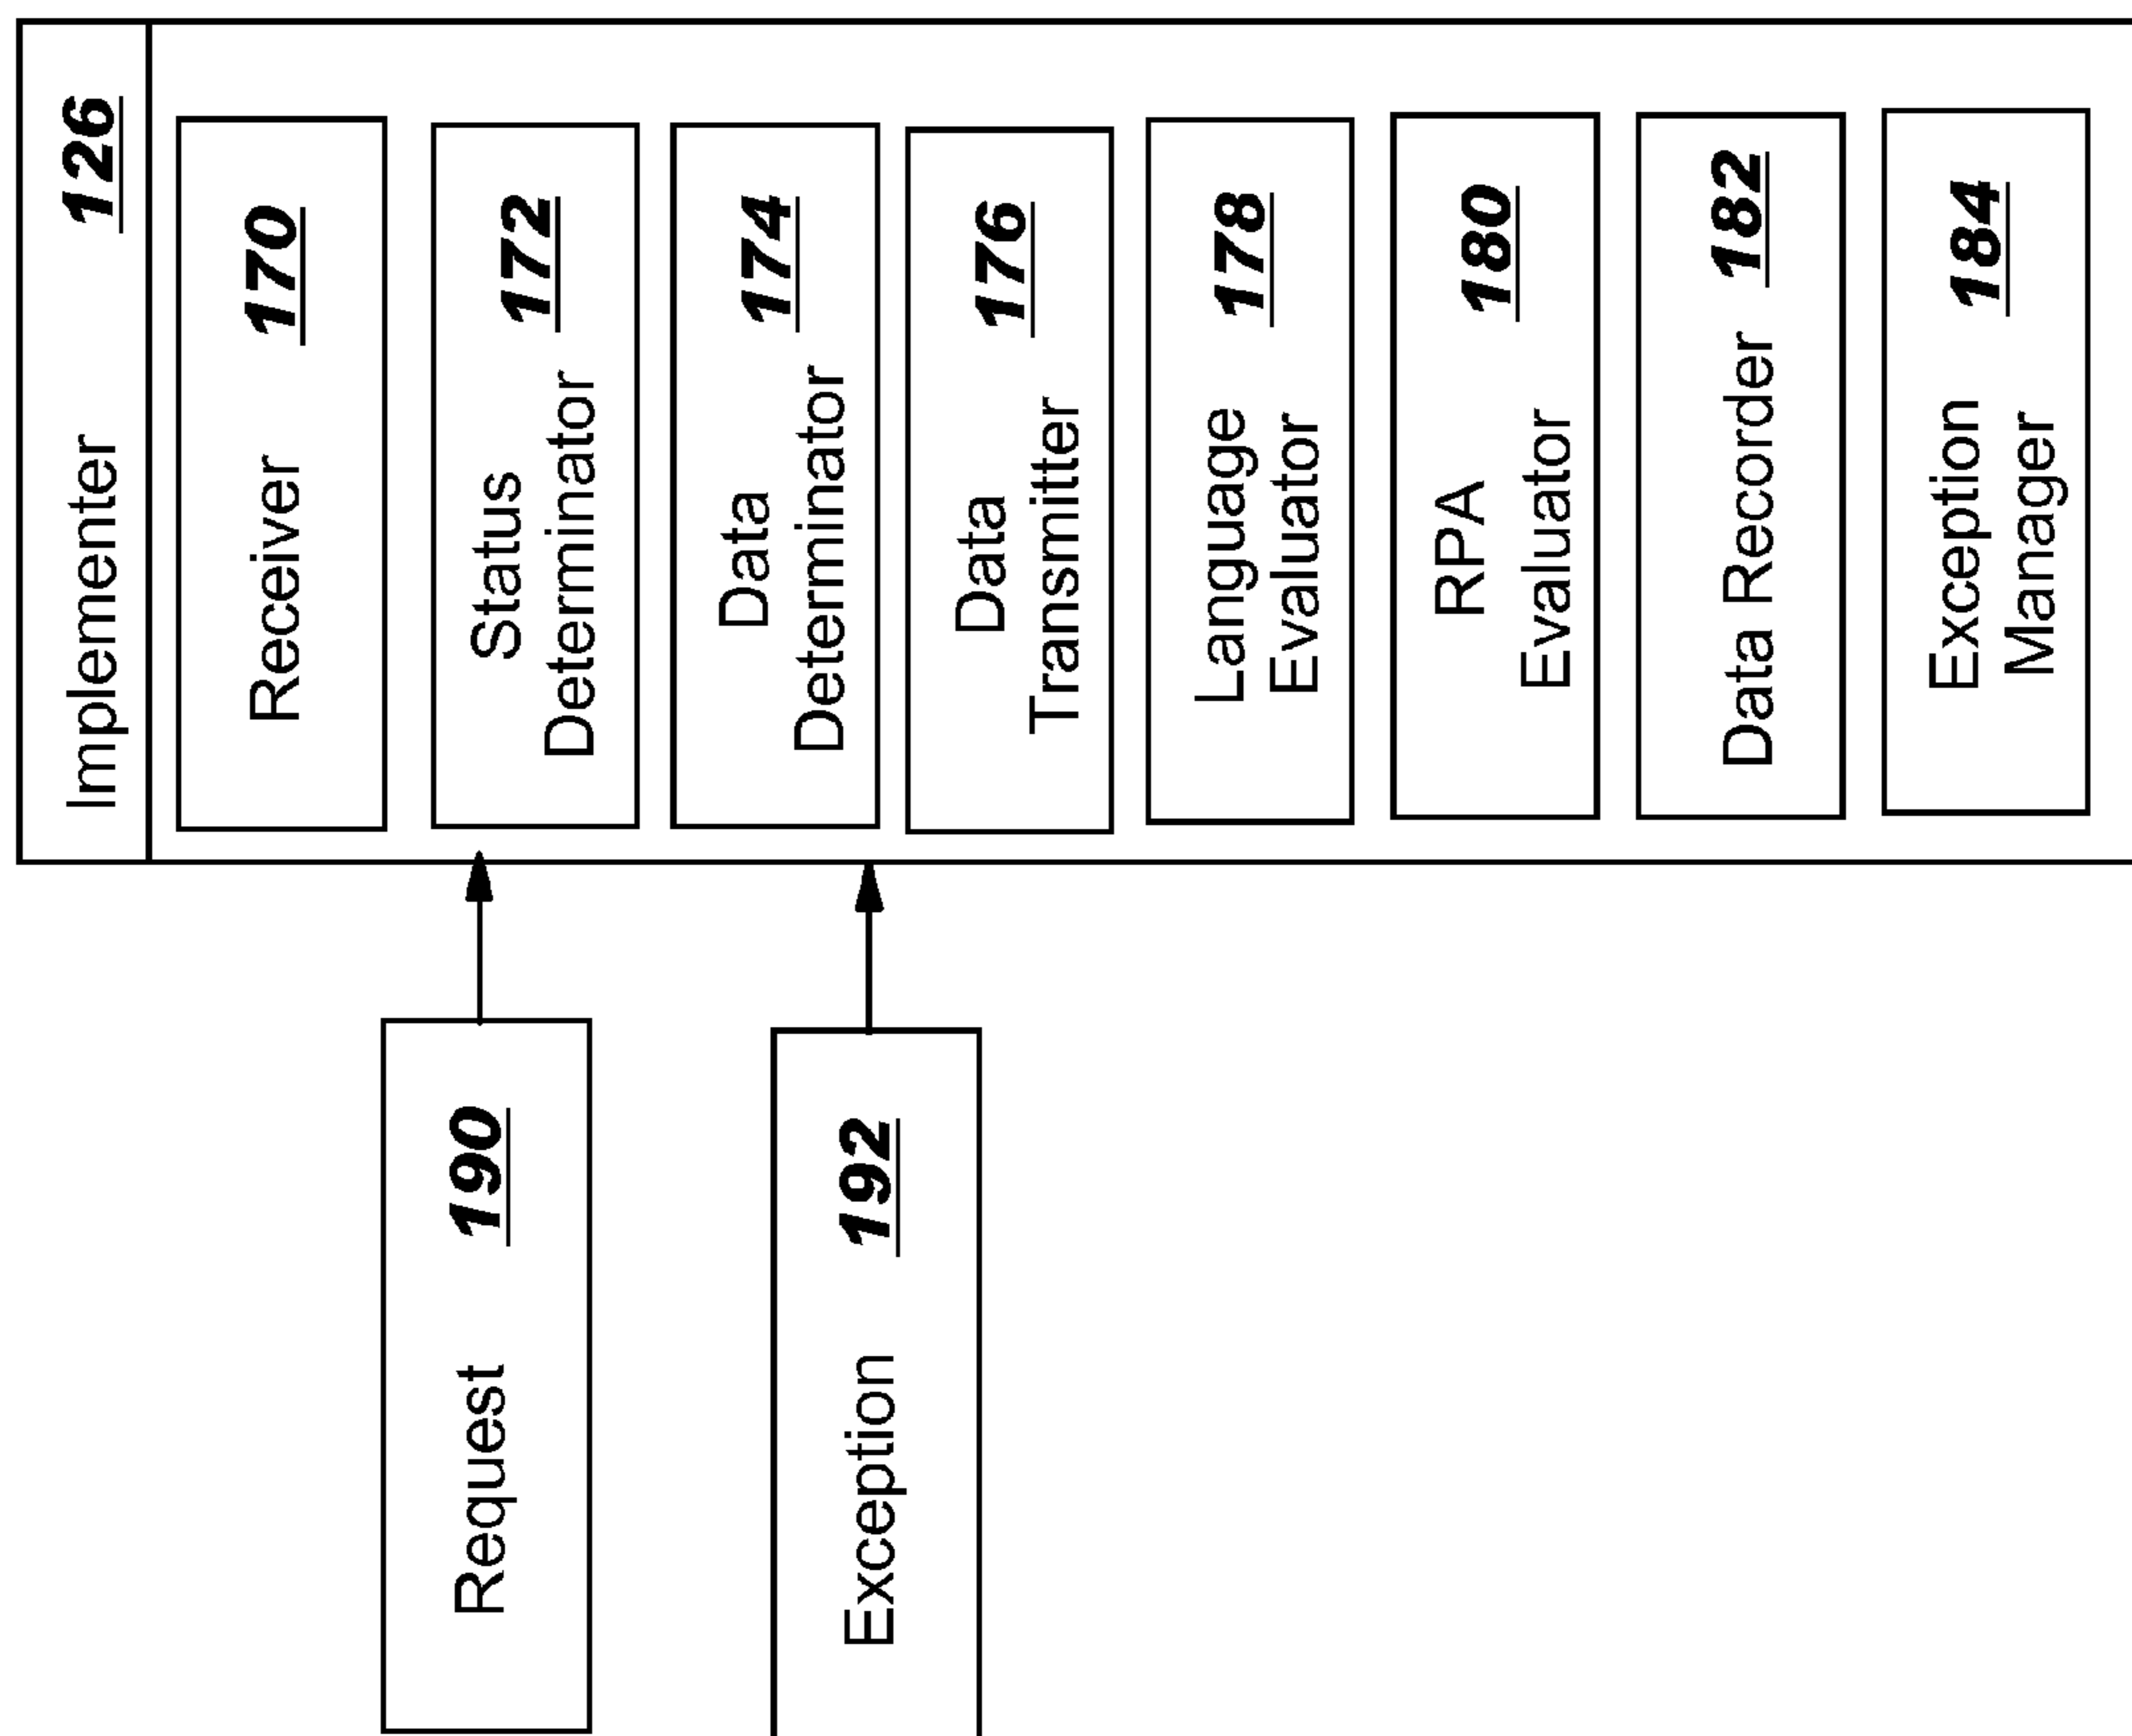 Implementer 126
Receiver 170
Status
Determinator 172
Data
Determinator 174
Data
Transmitter 176
Language
Evaluator 178
RPA
Evaluator 180
Data Recorder 182
Exception
Manager 184
Request 190
Exception 192